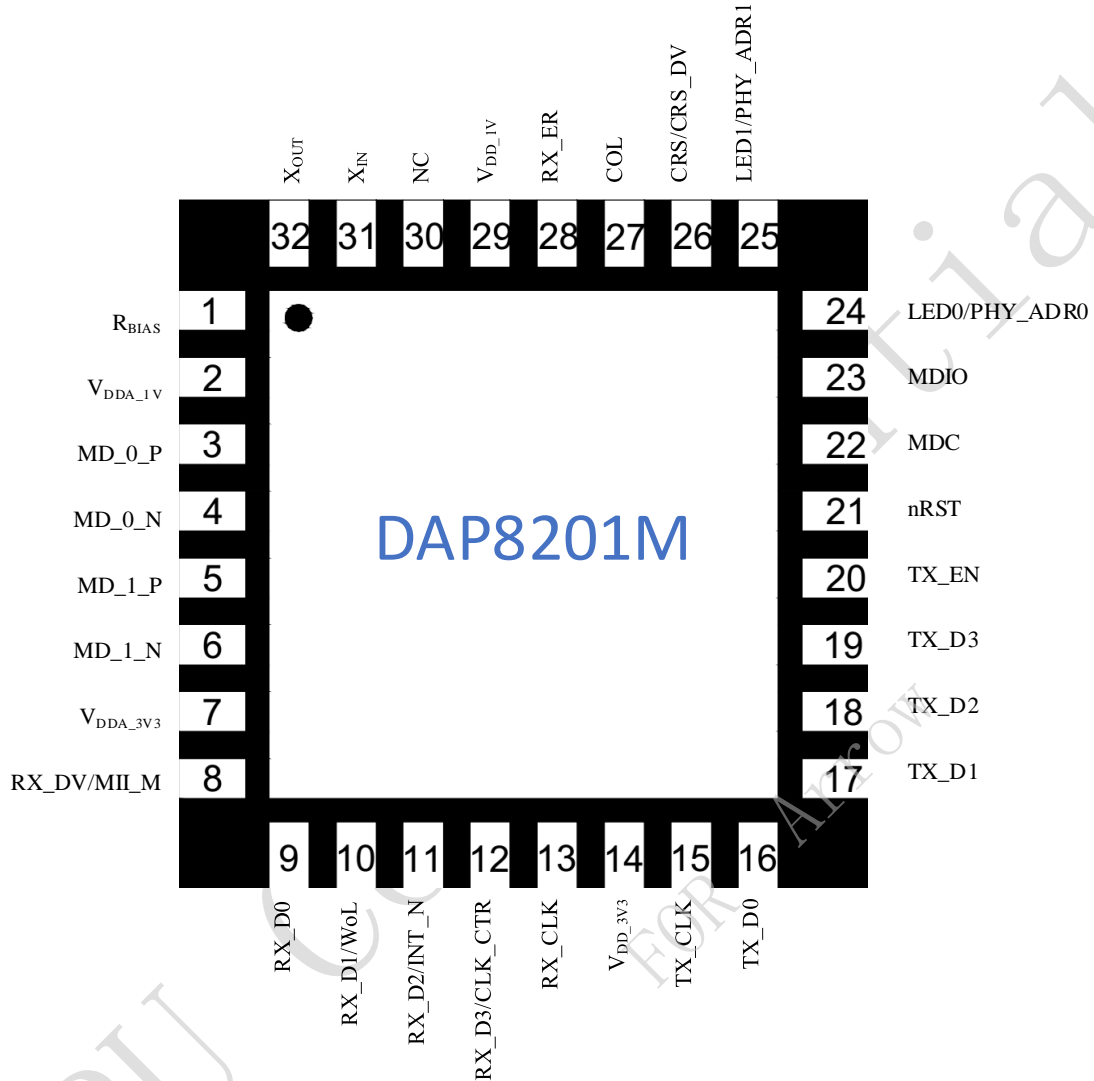 X_OUT
X_IN
NC
V_DD_1V
RX_ER
COL
CRS/CRS_DV
LED1/PHY_ADR1
32 31 30 29 28 27 26 25
R_BIAS 1
V_DDA_1V 2
MD_0_P 3
MD_0_N 4
MD_1_P 5
MD_1_N 6
V_DDA_3V3 7
RX_DV/MII_M 8
DAP8201M
24 LED0/PHY_ADR0
23 MDIO
22 MDC
21 nRST
20 TX_EN
19 TX_D3
18 TX_D2
17 TX_D1
9 10 11 12 13 14 15 16
RX_D0
RX_D1/WoL
RX_D2/INT_N
RX_D3/CLK_CTR
RX_CLK
V_DD_3V3
TX_CLK
TX_D0
FOR Arrow